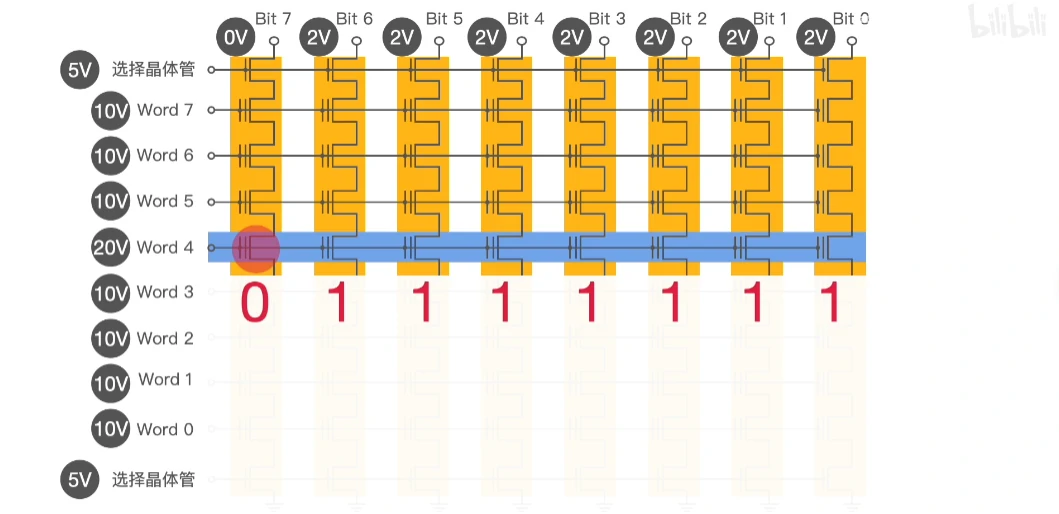 Bit 7 Bit 6 Bit 5 Bit 4 Bit 3 Bit 2 Bit 1 Bit 0
0V 2V 2V 2V 2V 2V 2V 2V
bilibili
5V 选择晶体管
10V Word 7
10V Word 6
10V Word 5
20V Word 4
10V Word 3
0 1 1 1 1 1 1 1
10V Word 2
10V Word 1
10V Word 0
5V 选择晶体管